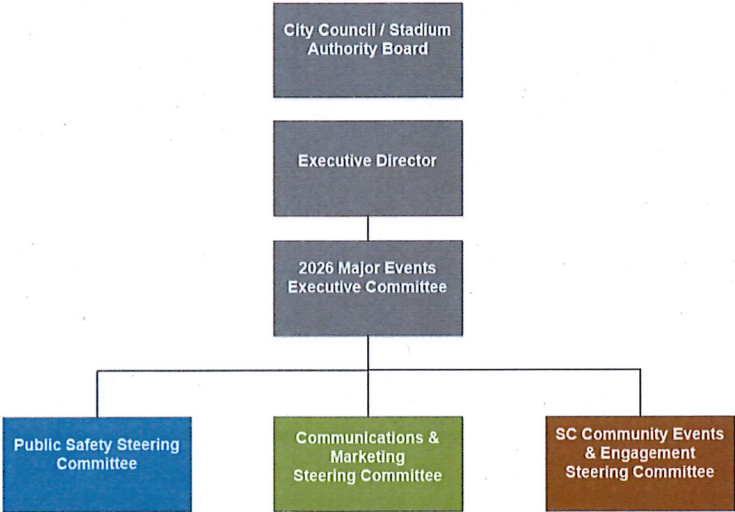 City Council / Stadium
Authority Board
Executive Director
2026 Major Events
Executive Committee
Public Safety Steering
Committee
Communications &
Marketing
Steering Committee
SC Community Events
& Engagement
Steering Committee